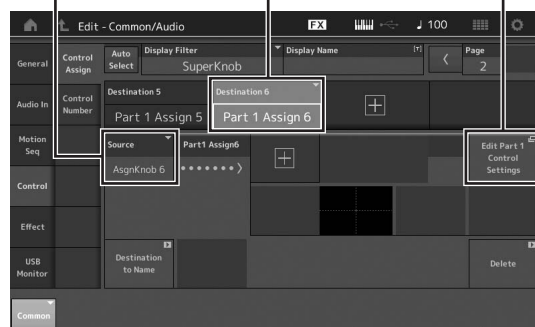 Edit - Common/Audio
FX
♩ 100
General
Control
Assign
Auto
Select
Display Filter
SuperKnob
Display Name
[T]
Page
2
Audio In
Control
Number
Destination 5
Part 1 Assign 5
Destination 6
Part 1 Assign 6
Motion
Seq
Source
AsgnKnob 6
Part1 Assign6
Edit Part 1
Control
Settings
Control
Effect
USB
Monitor
Destination
to Name
Delete
Common